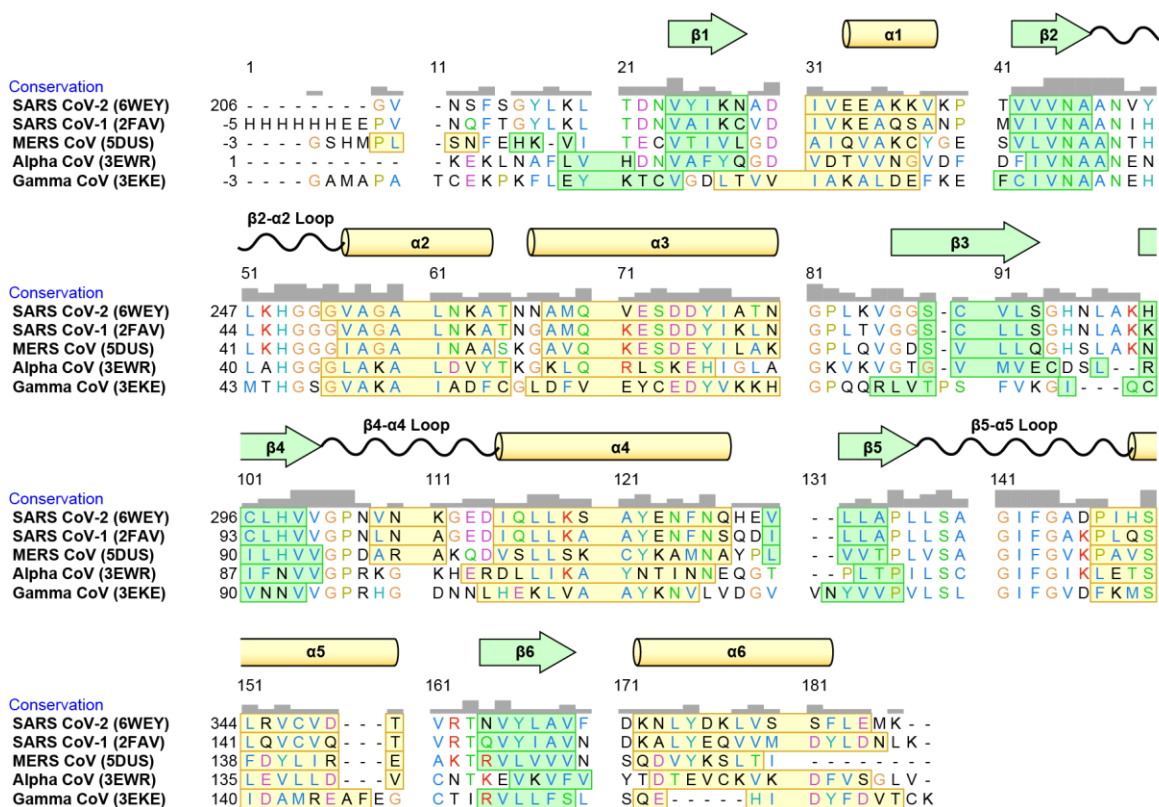 β1 α1 β2
1 11 21 31 41
Conservation
SARS CoV-2 (6WEY) 206 - - - - - - - - G V - N S F S G Y L K L T D N V Y I K N A D I V E E A K K V K P T V V V N A A N V Y
SARS CoV-1 (2FAV) -5 H H H H H H E E P V - N Q F T G Y L K L T D N V A I K C V D I V K E A Q S A N P M V I V N A A N I H
MERS CoV (5DUS) -3 - - - - G S H M P L - S N F E H K - V I T E C V T I V L G D A I Q V A K C Y G E S V L V N A A N T H
Alpha CoV (3EWR) 1 - - - - - - - - - - - K E K L N A F L V H D N V A F Y Q G D V D T V V N G V D F D F I V N A A N E N
Gamma CoV (3EKE) -3 - - - - G A M A P A T C E K P K F L E Y K T C V G D L T V V I A K A L D E F K E F C I V N A A N E H
β2-α2 Loop α2 α3 β3
51 61 71 81 91
Conservation
SARS CoV-2 (6WEY) 247 L K H G G G V A G A L N K A T N N A M Q V E S D D Y I A T N G P L K V G G S - C V L S G H N L A K H
SARS CoV-1 (2FAV) 44 L K H G G G V A G A L N K A T N G A M Q K E S D D Y I K L N G P L T V G G S - C L L S G H N L A K K
MERS CoV (5DUS) 41 L K H G G G I A G A I N A A S K G A V Q K E S D E Y I L A K G P L Q V G D S - V L L Q G H S L A K N
Alpha CoV (3EWR) 40 L A H G G G L A K A L D V Y T K G K L Q R L S K E H I G L A G K V K V G T G - V M V E C D S L - - R
Gamma CoV (3EKE) 43 M T H G S G V A K A I A D F C G L D F V E Y C E D Y V K K H G P Q Q R L V T P S F V K G I - - - Q C
β4 β4-α4 Loop α4 β5 β5-α5 Loop
101 111 121 131 141
Conservation
SARS CoV-2 (6WEY) 296 C L H V V G P N V N K G E D I Q L L K S A Y E N F N Q H E V - - L L A P L L S A G I F G A D P I H S
SARS CoV-1 (2FAV) 93 C L H V V G P N L N A G E D I Q L L K A A Y E N F N S Q D I - - L L A P L L S A G I F G A K P L Q S
MERS CoV (5DUS) 90 I L H V V G P D A R A K Q D V S L L S K C Y K A M N A Y P L - - V V T P L V S A G I F G V K P A V S
Alpha CoV (3EWR) 87 I F N V V G P R K G K H E R D L L I K A Y N T I N N E Q G T - - P L T P I L S C G I F G I K L E T S
Gamma CoV (3EKE) 90 V N N V V G P R H G D N N L H E K L V A A Y K N V L V D G V V N Y V V P V L S L G I F G V D F K M S
α5 β6 α6
151 161 171 181
Conservation
SARS CoV-2 (6WEY) 344 L R V C V D - - - T V R T N V Y L A V F D K N L Y D K L V S S F L E M K - -
SARS CoV-1 (2FAV) 141 L Q V C V Q - - - T V R T Q V Y I A V N D K A L Y E Q V V M D Y L D N L K -
MERS CoV (5DUS) 138 F D Y L I R - - - E A K T R V L V V V N S Q D V Y K S L T I - - - - - - - -
Alpha CoV (3EWR) 135 L E V L L D - - - V C N T K E V K V F V Y T D T E V C K V K D F V S G L V -
Gamma CoV (3EKE) 140 I D A M R E A F E G C T I R V L L F S L S Q E - - - - - H I D Y F D V T C K